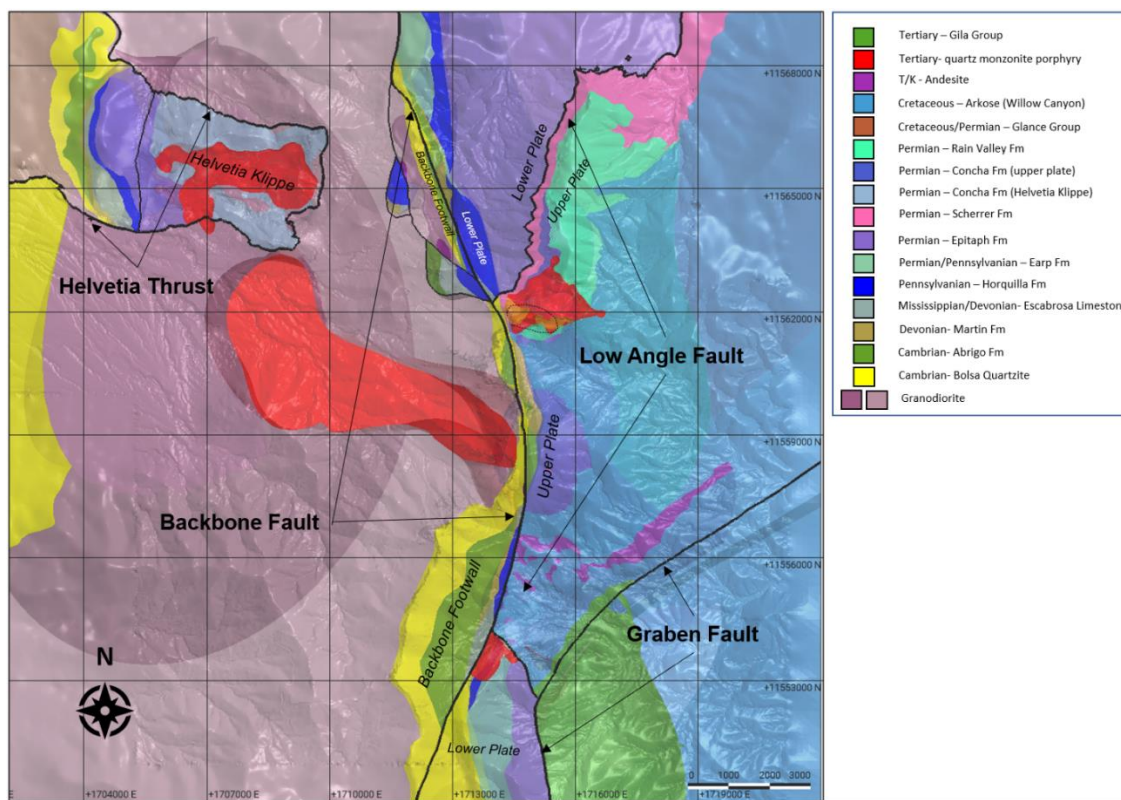 +11568000 N
Lower Plate
Upper Plate
Helvetia Klippe
Backbone Footwall
Lower Plate
+11565000 N
Helvetia Thrust
+11562000 N
Low Angle Fault
+11559000 N
Upper Plate
Backbone Fault
+11556000 N
Backbone Footwall
Graben Fault
N
+11553000 N
Lower Plate
0 1000 2000 3000
E +1704000 E +1707000 E +1710000 E +1713000 E +1716000 E +1719000 E
Tertiary – Gila Group
Tertiary- quartz monzonite porphyry
T/K - Andesite
Cretaceous – Arkose (Willow Canyon)
Cretaceous/Permian – Glance Group
Permian – Rain Valley Fm
Permian – Concha Fm (upper plate)
Permian – Concha Fm (Helvetia Klippe)
Permian – Scherrer Fm
Permian – Epitaph Fm
Permian/Pennsylvanian – Earp Fm
Pennsylvanian – Horquilla Fm
Mississippian/Devonian- Escabrosa Limeston
Devonian- Martin Fm
Cambrian- Abrigo Fm
Cambrian- Bolsa Quartzite
Granodiorite